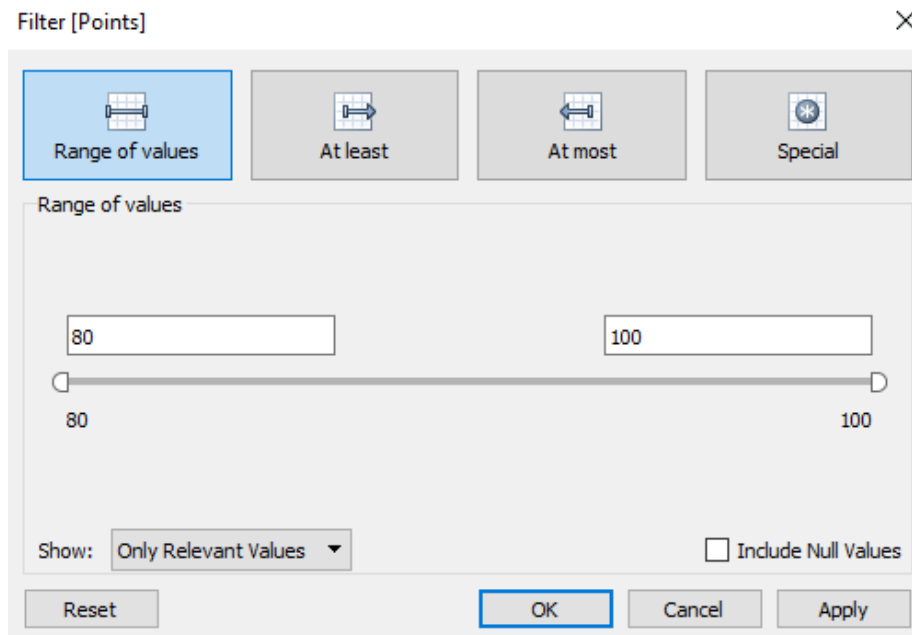 Filter [Points]
Range of values
At least
At most
Special
Range of values
80
100
80
100
Show:
Only Relevant Values
Include Null Values
Reset
OK
Cancel
Apply